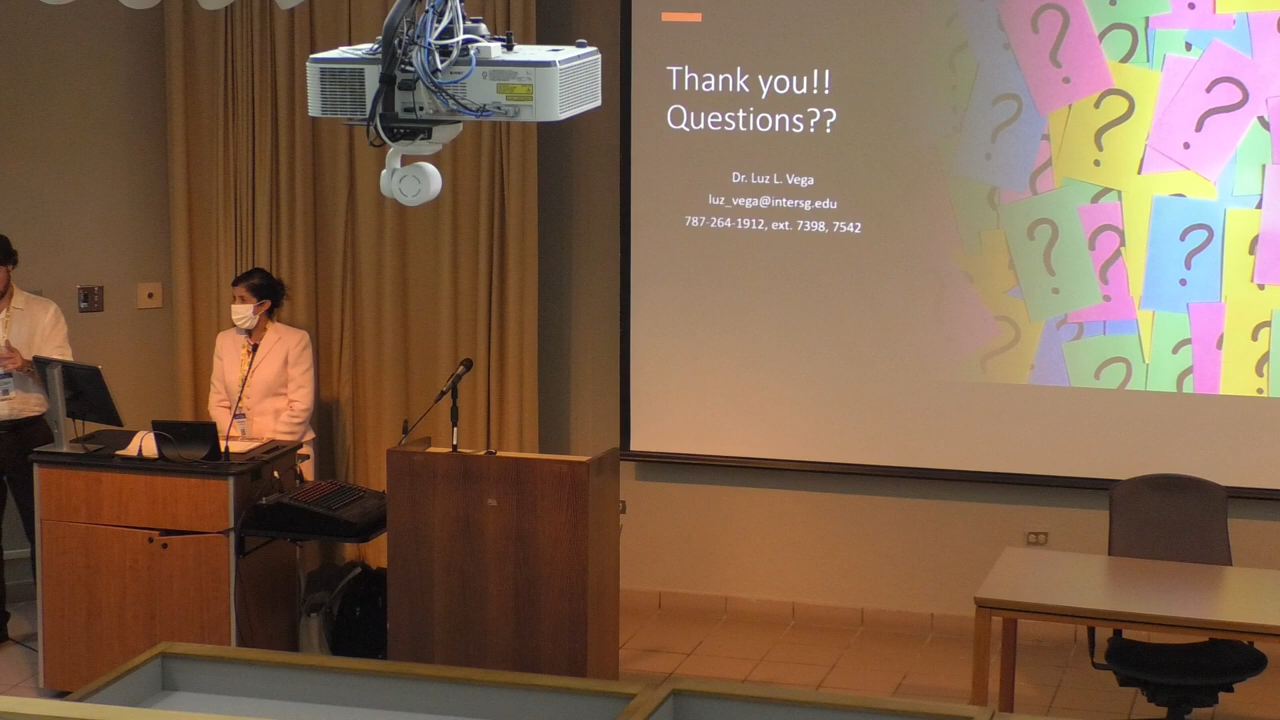 Thank you!!
Questions??
Dr. Luz L. Vega
luz_vega@intersg.edu
787-264-1912, ext. 7398, 7542
? ? ? ? ? ? ? ? ? ? ? ? ?